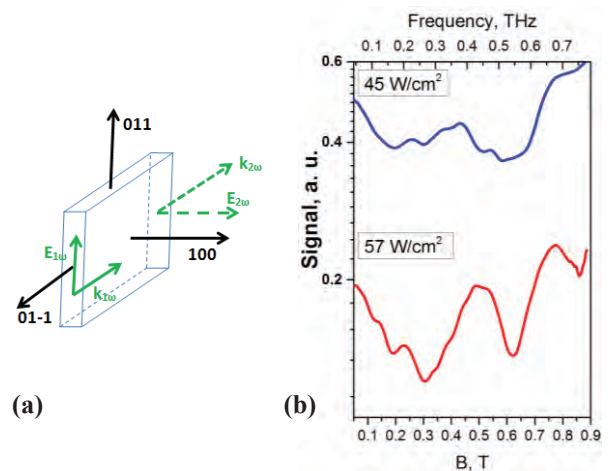 (a)
011
k2ω
E2ω
E1ω
100
k1ω
01-1
(b)
Frequency, THz
0.1 0.2 0.3 0.4 0.5 0.6 0.7
Signal, a. u.
0.6
45 W/cm²
0.4
57 W/cm²
0.2
0.1 0.2 0.3 0.4 0.5 0.6 0.7 0.8 0.9
B, T